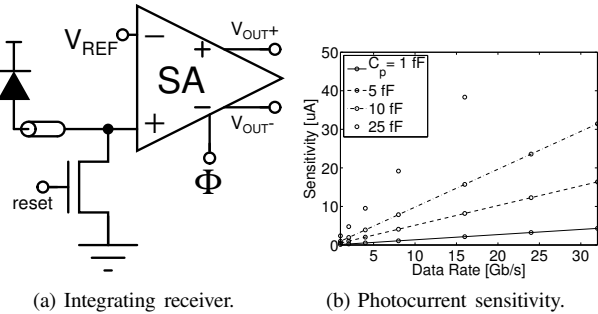 V_REF
−
+
SA
+
−
V_OUT+
V_OUT-
Φ
reset
50
40
30
20
10
0
Sensitivity [uA]
C_p = 1 fF
5 fF
10 fF
25 fF
5 10 15 20 25 30
Data Rate [Gb/s]
(a) Integrating receiver.
(b) Photocurrent sensitivity.